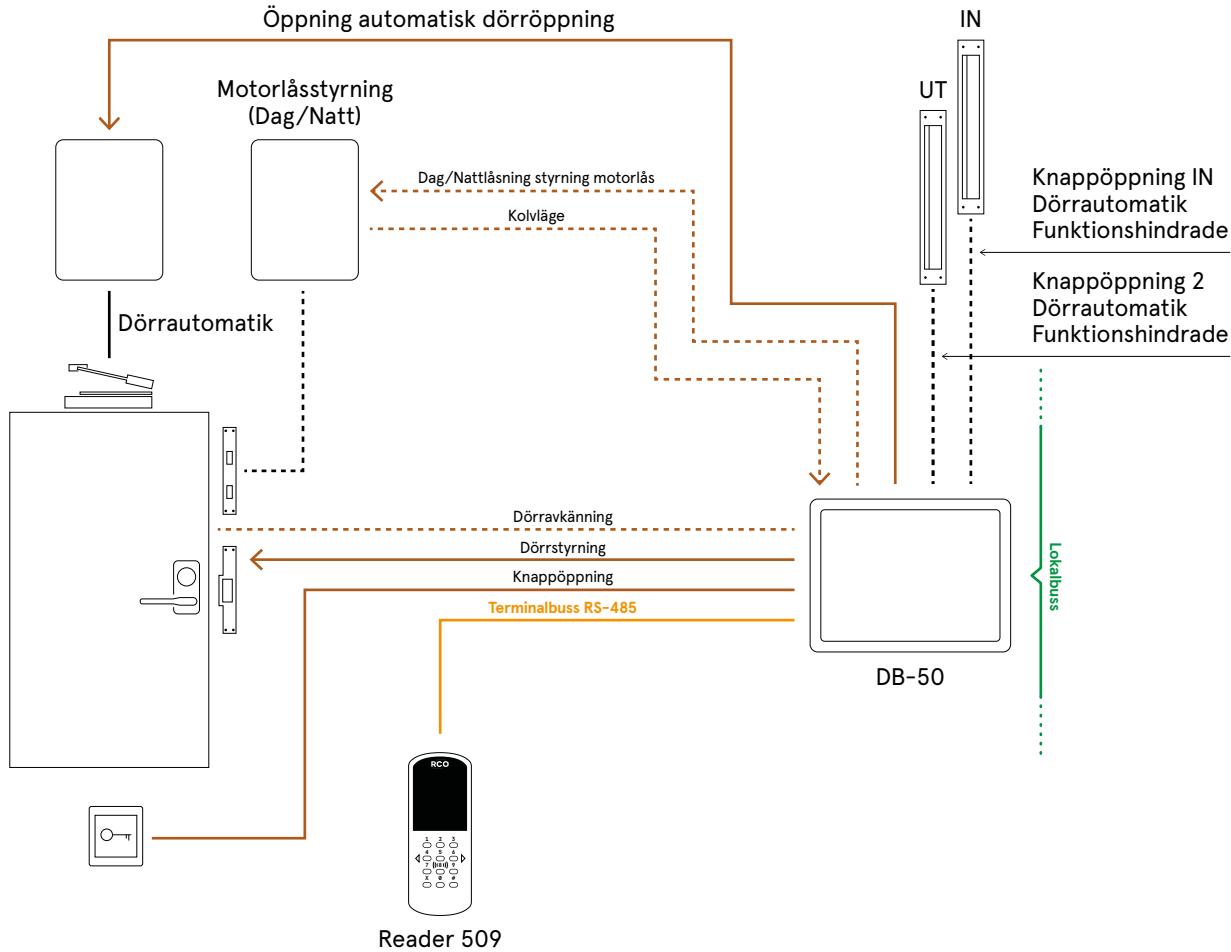 Öppning automatisk dörröppning
IN
Motorlåsstyrning
(Dag/Natt)
UT
Dag/Nattlåsning styrning motorlås
Kolvläge
Knappöppning IN
Dörrautomatik
Funktionshindrade
Knappöppning 2
Dörrautomatik
Funktionshindrade
Dörrautomatik
Dörravkänning
Dörrstyrning
Knappöppning
Terminalbuss RS-485
Lokalbuss
DB-50
RCO
1 2 3
4 5 6
7 8 9
X 0 #
Reader 509